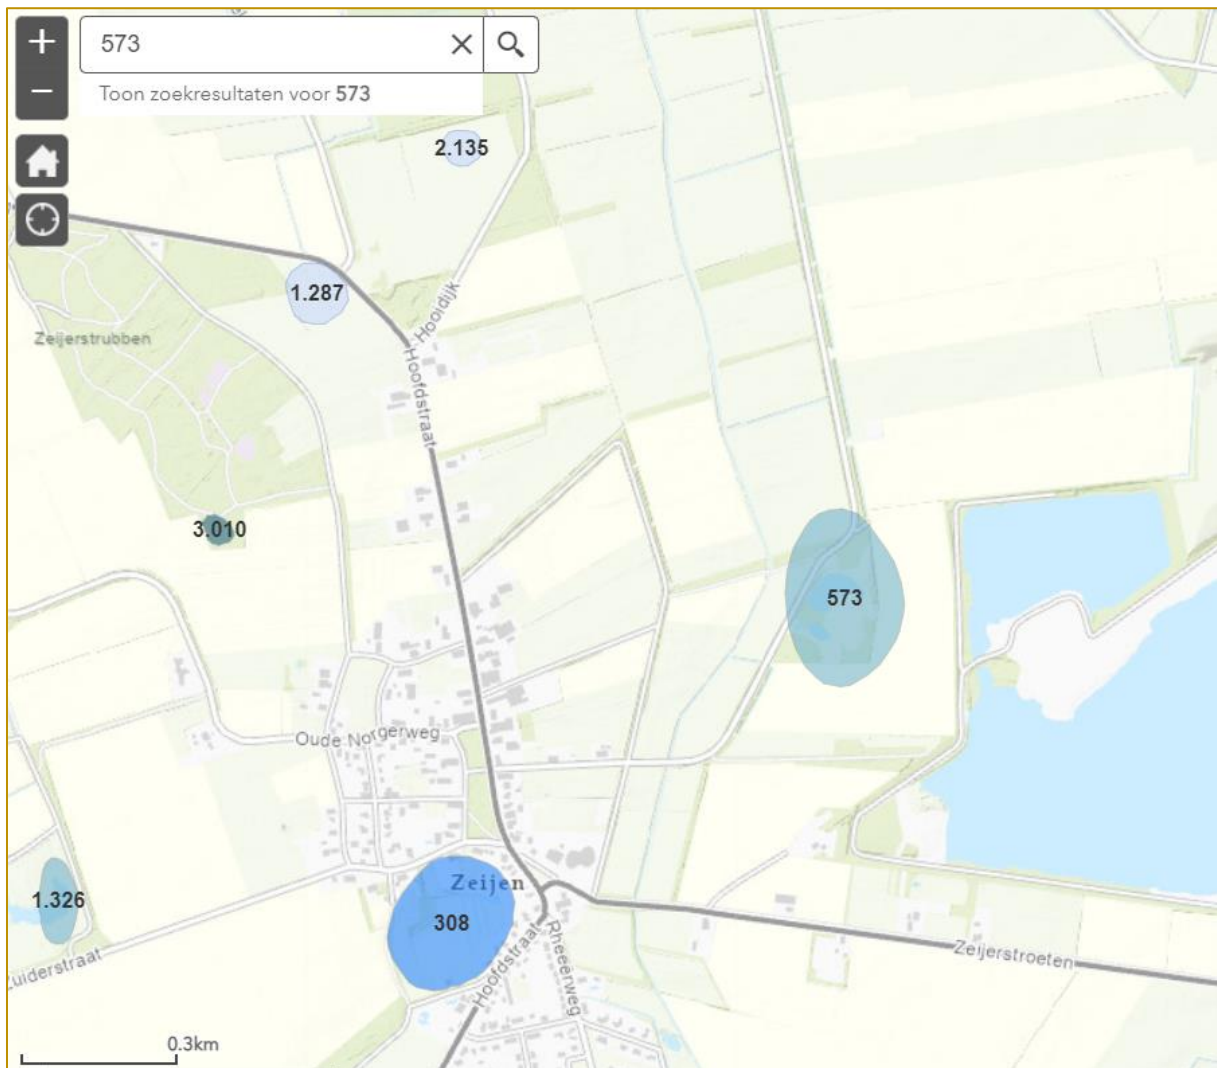 573
Toon zoekresultaten voor 573
2.135
1.287
Hooidijk
Zeijerstrubben
Hoofdstraat
3.010
573
Oude Norgerweg
Zeijen
1.326
308
Hoofdstraat
Rheeerweg
Zeijerstroeten
Zuiderstraat
0.3km